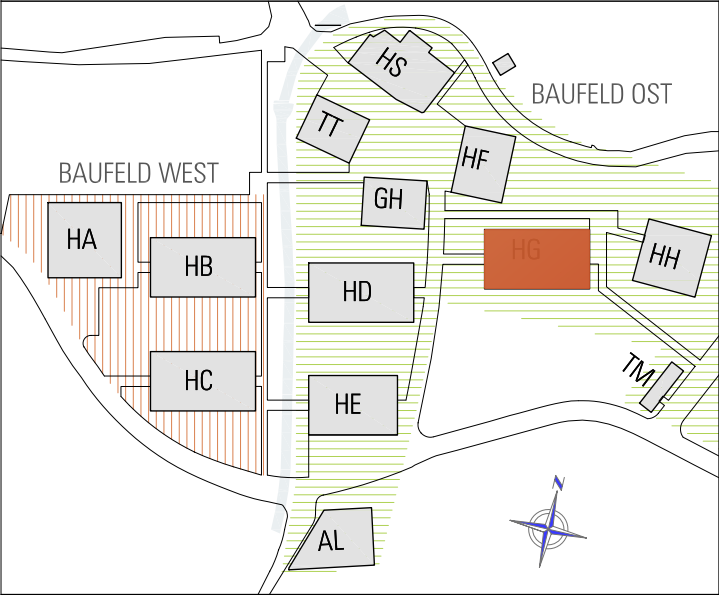 HS
BAUFELD OST
TT
HF
BAUFELD WEST
GH
HA
HG
HH
HB
HD
TM
HC
HE
N
AL